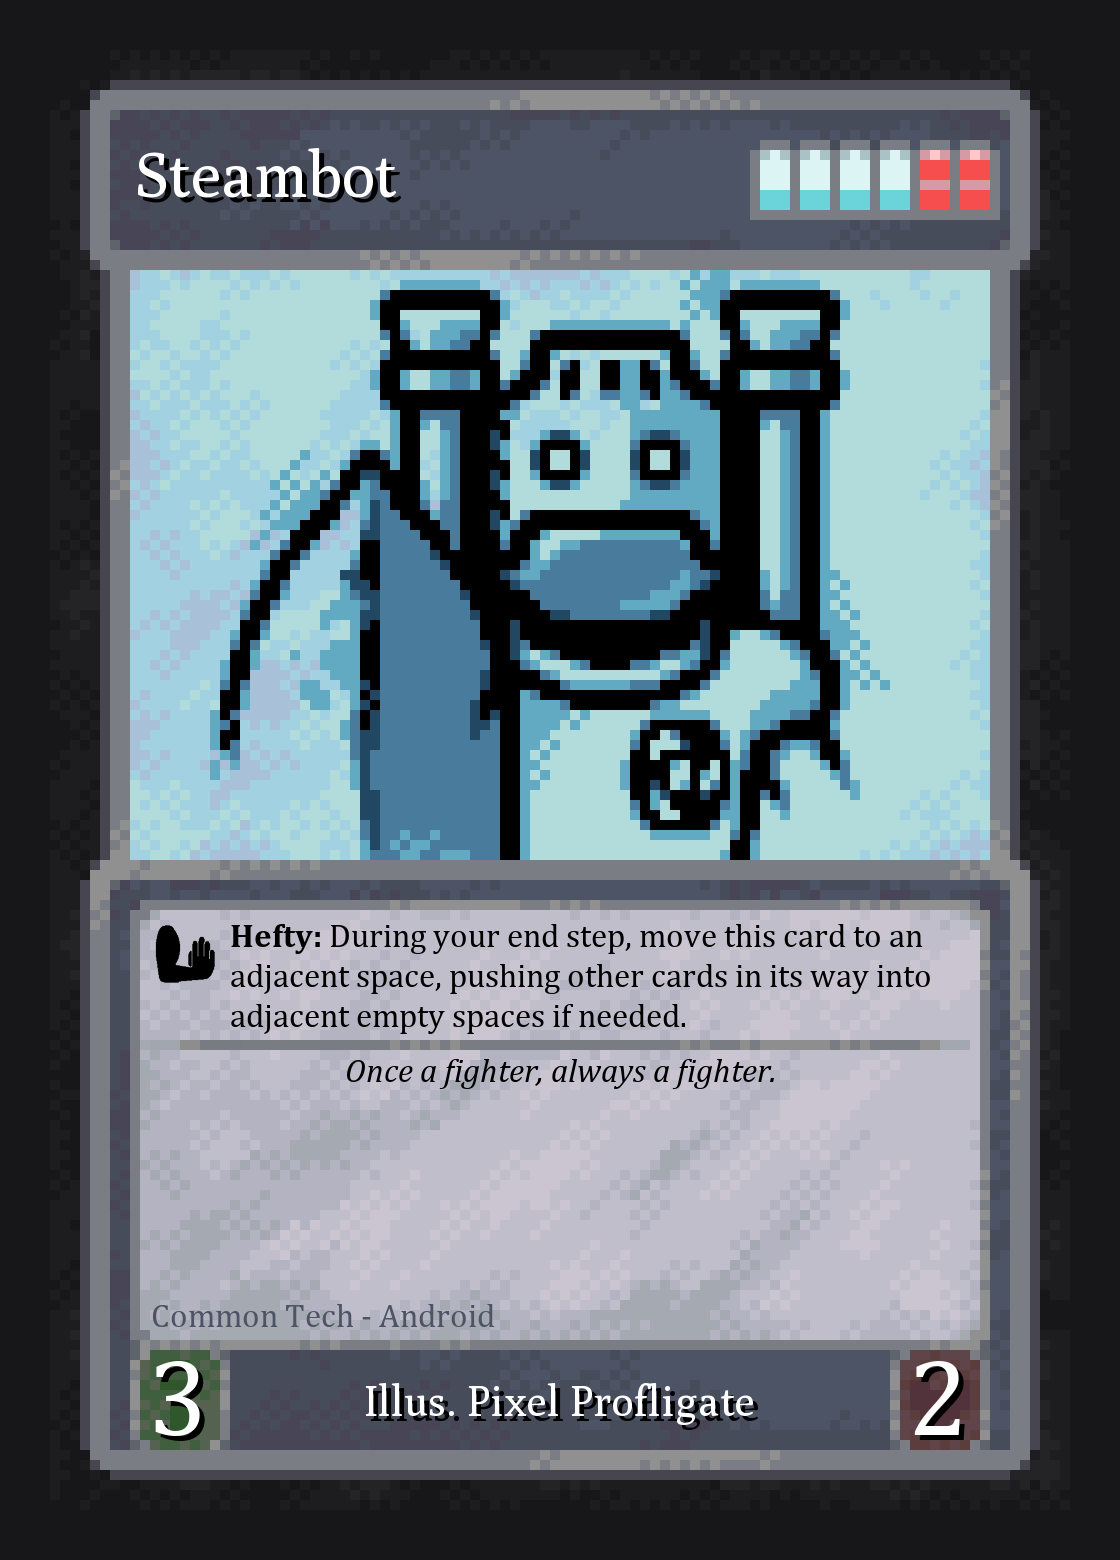 Steambot
Hefty: During your end step, move this card to an
adjacent space, pushing other cards in its way into
adjacent empty spaces if needed.
Once a fighter, always a fighter.
Common Tech - Android
3
Illus. Pixel Profligate
2